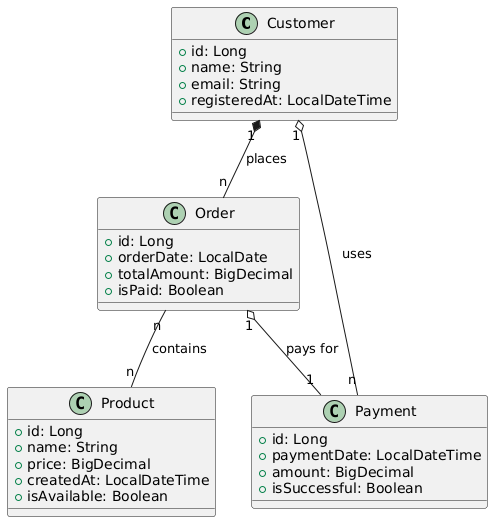 C Customer
id: Long
name: String
email: String
registeredAt: LocalDateTime
1
1
places
n
C Order
id: Long
orderDate: LocalDate
totalAmount: BigDecimal
isPaid: Boolean
uses
n
1
contains
pays for
n
1
n
C Product
id: Long
name: String
price: BigDecimal
createdAt: LocalDateTime
isAvailable: Boolean
C Payment
id: Long
paymentDate: LocalDateTime
amount: BigDecimal
isSuccessful: Boolean